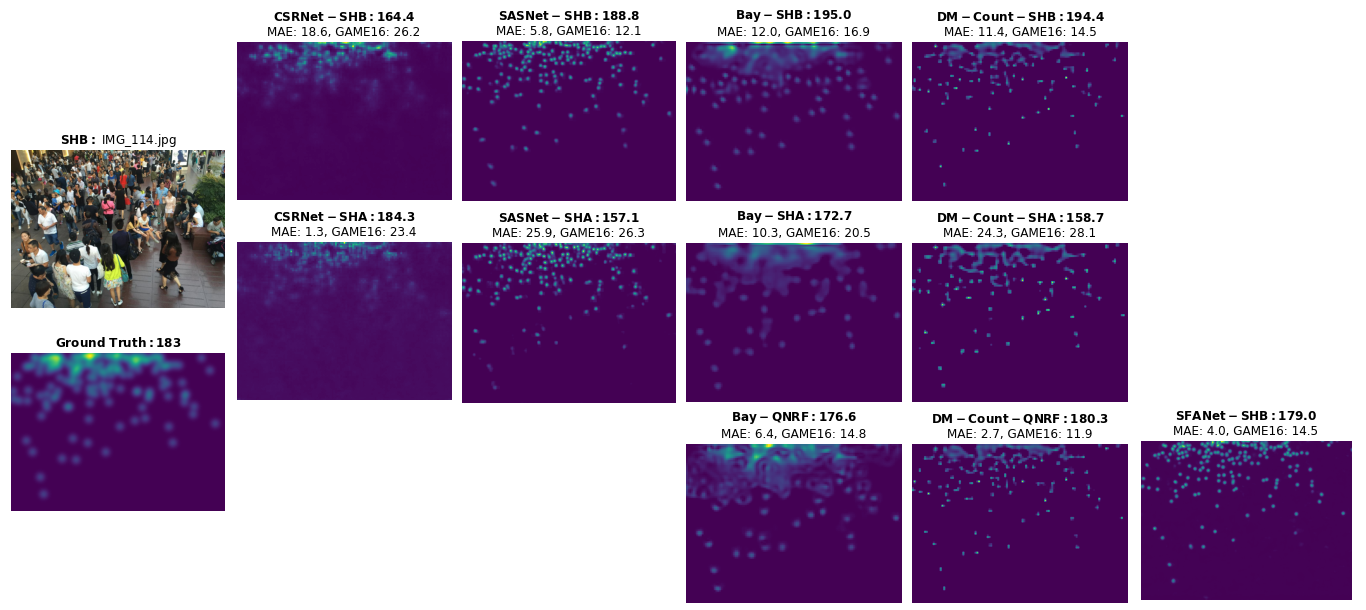 SHB: IMG_114.jpg
Ground Truth: 183
CSRNet-SHB: 164.4
MAE: 18.6, GAME16: 26.2
SASNet-SHB: 188.8
MAE: 5.8, GAME16: 12.1
Bay-SHB: 195.0
MAE: 12.0, GAME16: 16.9
DM-Count-SHB: 194.4
MAE: 11.4, GAME16: 14.5
CSRNet-SHA: 184.3
MAE: 1.3, GAME16: 23.4
SASNet-SHA: 157.1
MAE: 25.9, GAME16: 26.3
Bay-SHA: 172.7
MAE: 10.3, GAME16: 20.5
DM-Count-SHA: 158.7
MAE: 24.3, GAME16: 28.1
Bay-QNRF: 176.6
MAE: 6.4, GAME16: 14.8
DM-Count-QNRF: 180.3
MAE: 2.7, GAME16: 11.9
SFANet-SHB: 179.0
MAE: 4.0, GAME16: 14.5